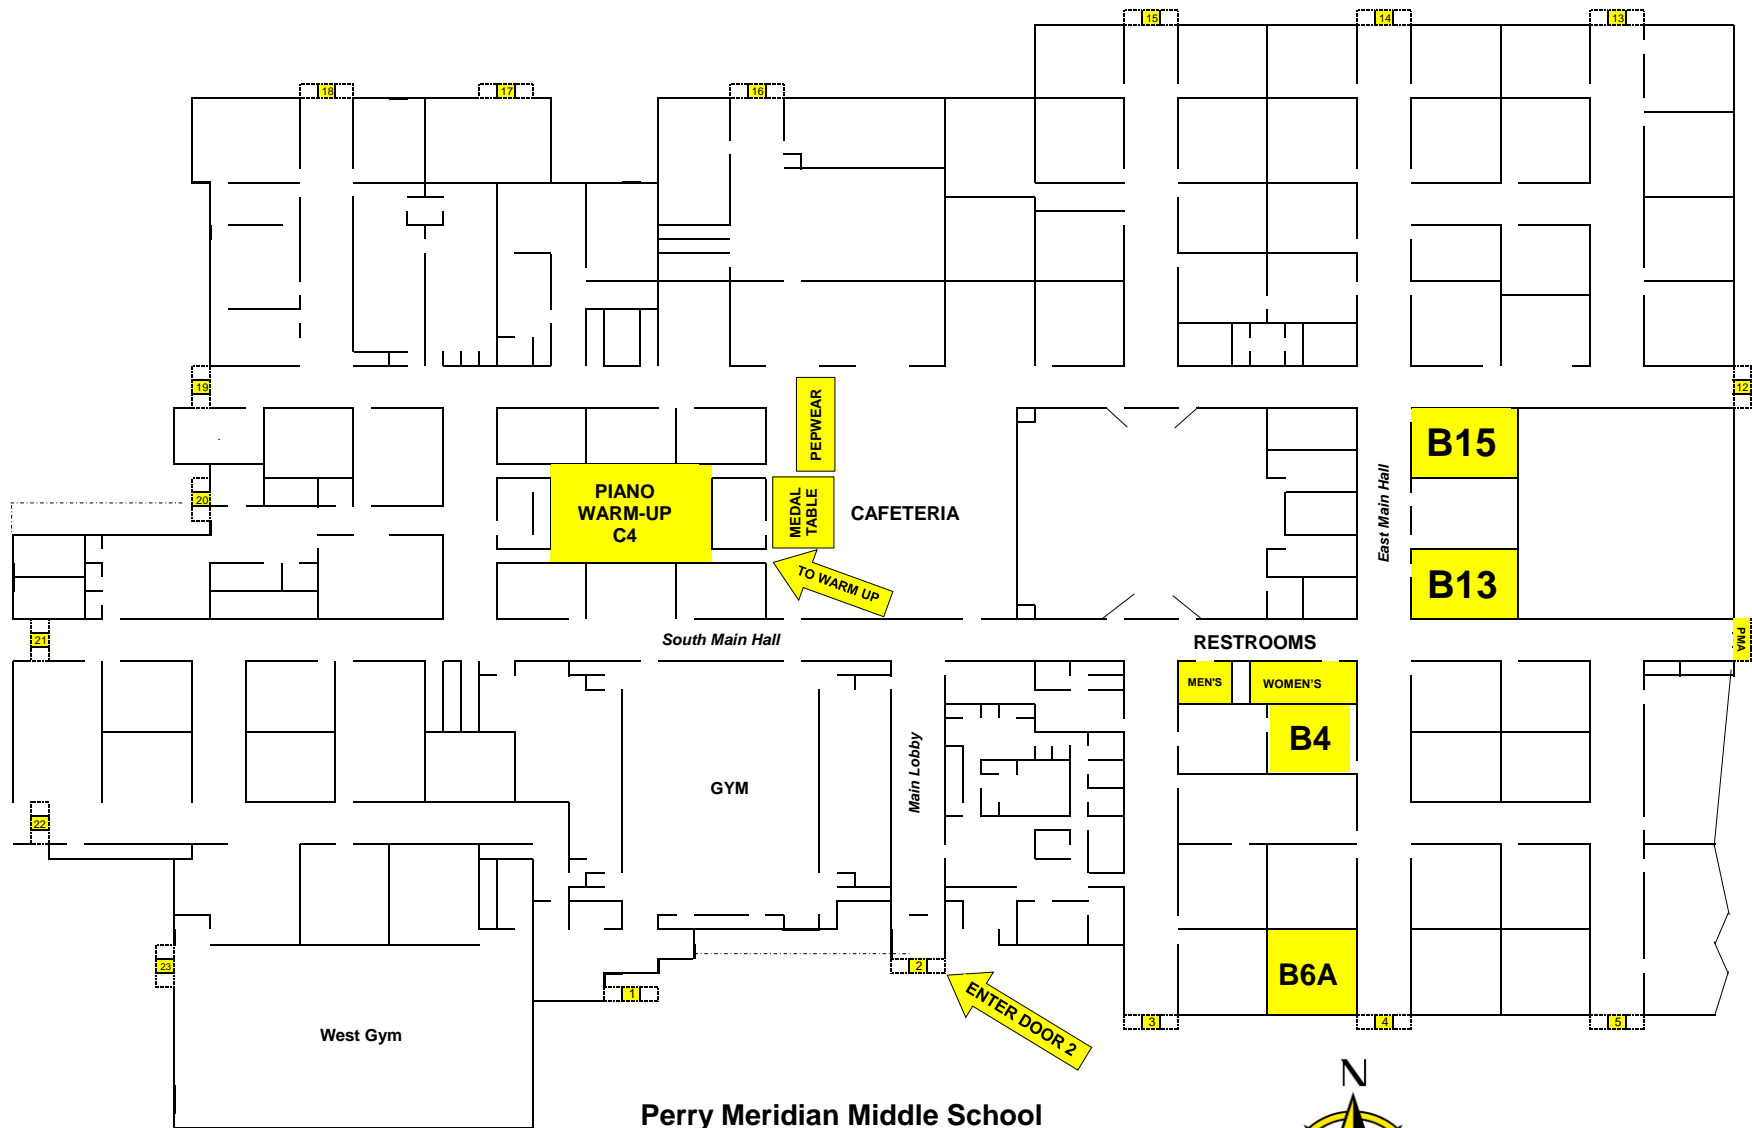 15
14
13
18
17
16
19
12
PEPWEAR
B15
PIANO
WARM-UP
C4
MEDAL
TABLE
CAFETERIA
East Main Hall
20
TO WARM UP
B13
21
South Main Hall
RESTROOMS
PMA
MEN'S
WOMEN'S
B4
Main Lobby
GYM
22
23
2
B6A
1
ENTER DOOR 2
3
4
5
West Gym
N
Perry Meridian Middle School